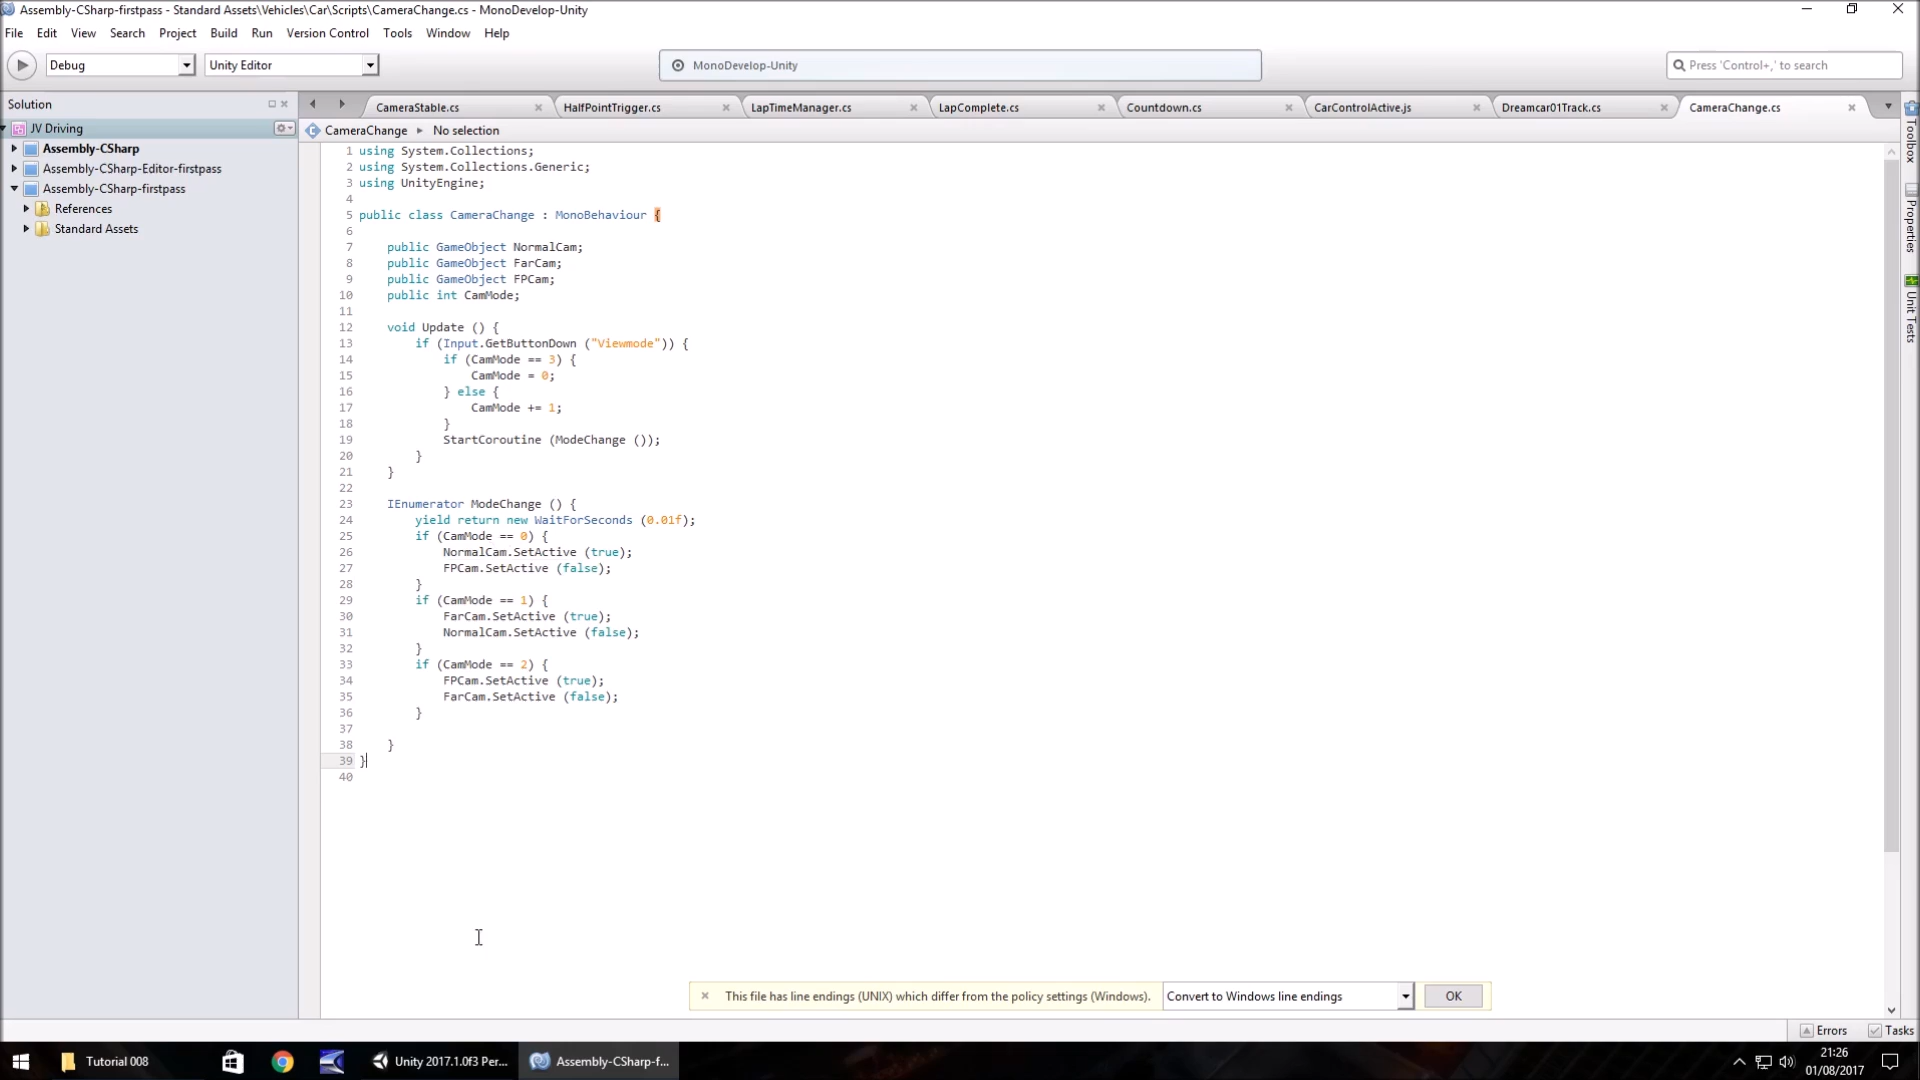 Assembly-CSharp-firstpass - Standard Assets\Vehicles\Car\Scripts\CameraChange.cs - MonoDevelop-Unity
File Edit View Search Project Build Run Version Control Tools Window Help
Debug Unity Editor MonoDevelop-Unity Press 'Control+,' to search
Solution
CameraStable.cs HalfPointTrigger.cs LapTimeManager.cs LapComplete.cs Countdown.cs CarControlActive.js Dreamcar01Track.cs CameraChange.cs
JV Driving
Assembly-CSharp
Assembly-CSharp-Editor-firstpass
Assembly-CSharp-firstpass
References
Standard Assets
CameraChange No selection
1 using System.Collections;
2 using System.Collections.Generic;
3 using UnityEngine;
4
5 public class CameraChange : MonoBehaviour {
6
7 public GameObject NormalCam;
8 public GameObject FarCam;
9 public GameObject FPCam;
10 public int CamMode;
11
12 void Update () {
13 if (Input.GetButtonDown ("Viewmode")) {
14 if (CamMode == 3) {
15 CamMode = 0;
16 } else {
17 CamMode += 1;
18 }
19 StartCoroutine (ModeChange ());
20 }
21 }
22
23 IEnumerator ModeChange () {
24 yield return new WaitForSeconds (0.01f);
25 if (CamMode == 0) {
26 NormalCam.SetActive (true);
27 FPCam.SetActive (false);
28 }
29 if (CamMode == 1) {
30 FarCam.SetActive (true);
31 NormalCam.SetActive (false);
32 }
33 if (CamMode == 2) {
34 FPCam.SetActive (true);
35 FarCam.SetActive (false);
36 }
37
38 }
39 }
40
Toolbox
Properties
Unit Tests
This file has line endings (UNIX) which differ from the policy settings (Windows). Convert to Windows line endings OK
Errors Tasks
Tutorial 008 Unity 2017.1.0f3 Per... Assembly-CSharp-f...
21:26
01/08/2017